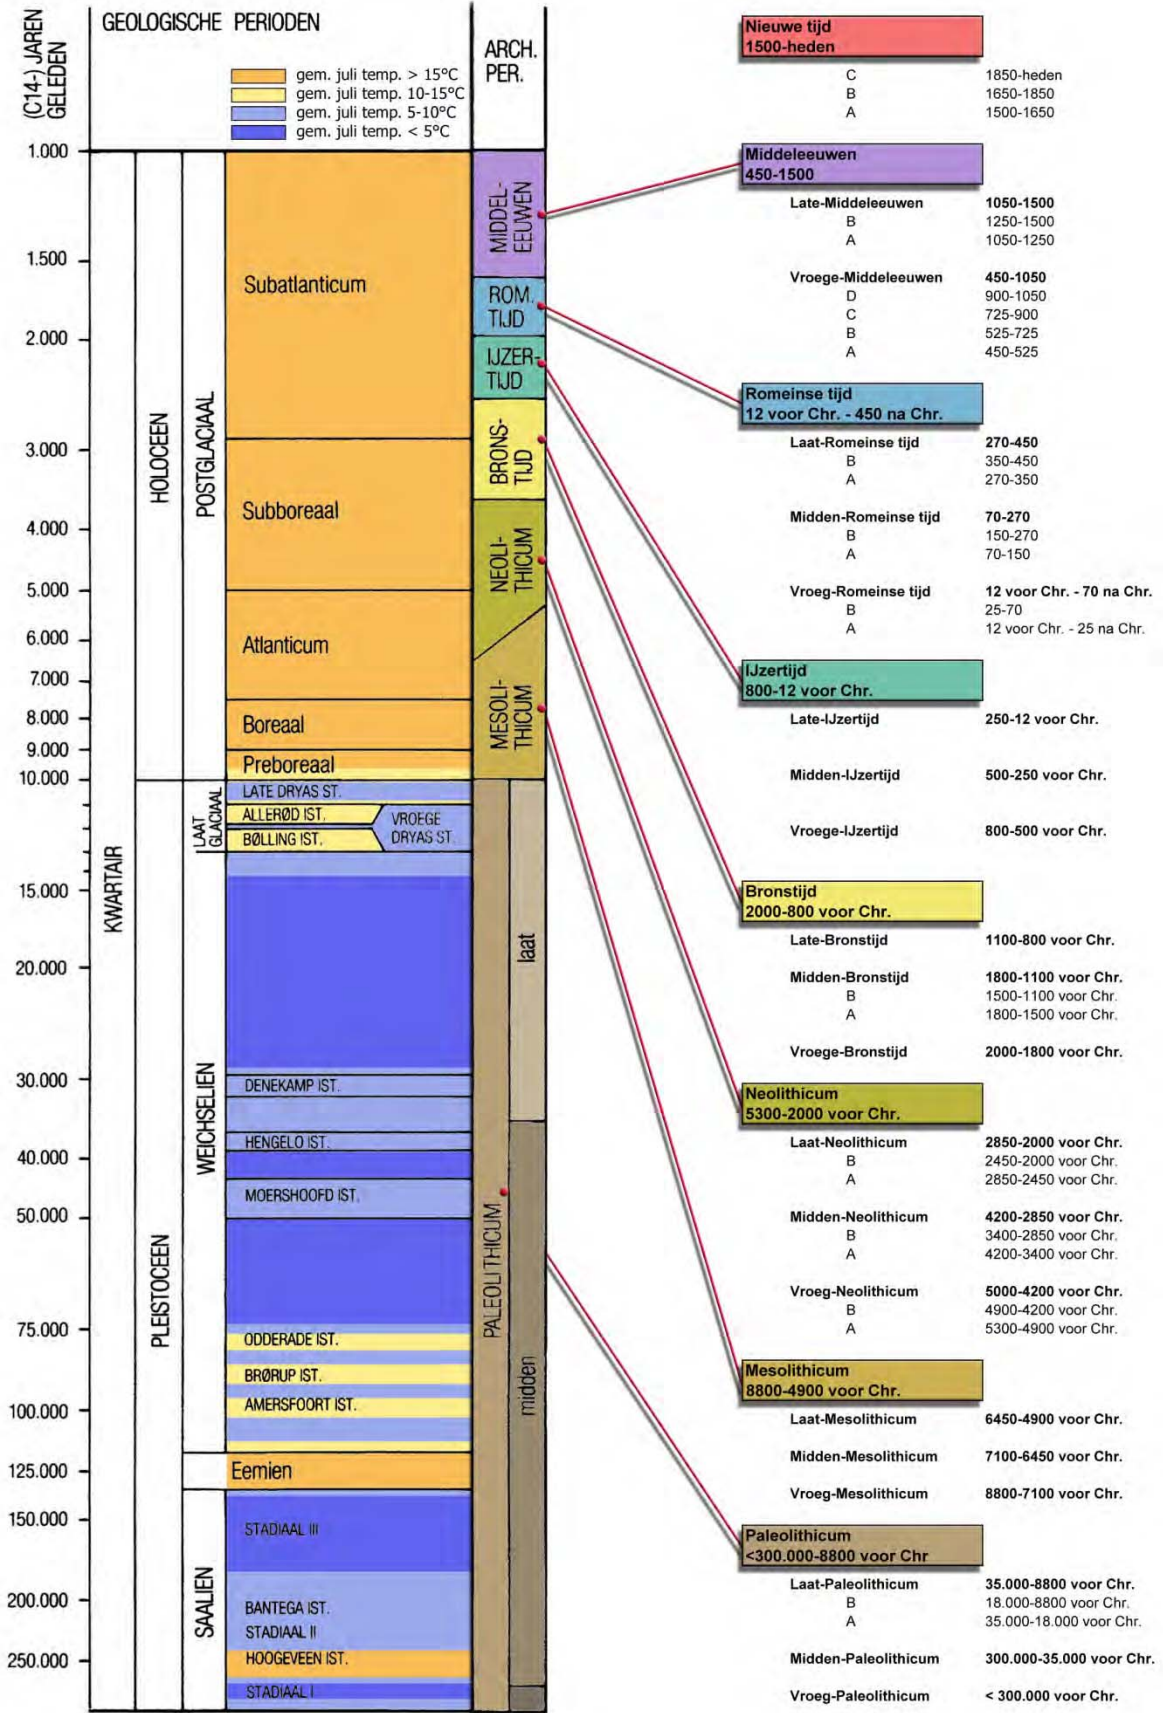 (C14-) JAREN
GELEDEN
GEOLOGISCHE PERIODEN
gem. juli temp. > 15°C
gem. juli temp. 10-15°C
gem. juli temp. 5-10°C
gem. juli temp. < 5°C
ARCH.
PER.
1.000
1.500
2.000
3.000
4.000
5.000
6.000
7.000
8.000
9.000
10.000
15.000
20.000
30.000
40.000
50.000
75.000
100.000
125.000
150.000
200.000
250.000
KWARTAIR
HOLOCEEN
PLEISTOCEEN
POSTGLACIAAL
LAAT
GLACIAAL
WEICHSELIEN
SAALIEN
Subatlanticum
Subboreaal
Atlanticum
Boreaal
Preboreaal
LATE DRYAS ST.
ALLERØD IST.
VROEGE
DRYAS ST.
BØLLING IST.
DENEKAMP IST.
HENGELO IST.
MOERSHOOFD IST.
ODDERADE IST.
BRØRUP IST.
AMERSFOORT IST.
Eemien
STADIAAL III
BANTEGA IST.
STADIAAL II
HOOGEVEEN IST.
STADIAAL I
MIDDEL-
EEUWEN
ROM.
TIJD
IJZER-
TIJD
BRONS-
TIJD
NEOLI-
THICUM
MESOLI-
THICUM
PALEOLITHICUM
laat
midden
Nieuwe tijd
1500-heden
C 1850-heden
B 1650-1850
A 1500-1650
Middeleeuwen
450-1500
Late-Middeleeuwen 1050-1500
B 1250-1500
A 1050-1250
Vroege-Middeleeuwen 450-1050
D 900-1050
C 725-900
B 525-725
A 450-525
Romeinse tijd
12 voor Chr. - 450 na Chr.
Laat-Romeinse tijd 270-450
B 350-450
A 270-350
Midden-Romeinse tijd 70-270
B 150-270
A 70-150
Vroeg-Romeinse tijd 12 voor Chr. - 70 na Chr.
B 25-70
A 12 voor Chr. - 25 na Chr.
IJzertijd
800-12 voor Chr.
Late-IJzertijd 250-12 voor Chr.
Midden-IJzertijd 500-250 voor Chr.
Vroege-IJzertijd 800-500 voor Chr.
Bronstijd
2000-800 voor Chr.
Late-Bronstijd 1100-800 voor Chr.
Midden-Bronstijd 1800-1100 voor Chr.
B 1500-1100 voor Chr.
A 1800-1500 voor Chr.
Vroege-Bronstijd 2000-1800 voor Chr.
Neolithicum
5300-2000 voor Chr.
Laat-Neolithicum 2850-2000 voor Chr.
B 2450-2000 voor Chr.
A 2850-2450 voor Chr.
Midden-Neolithicum 4200-2850 voor Chr.
B 3400-2850 voor Chr.
A 4200-3400 voor Chr.
Vroeg-Neolithicum 5000-4200 voor Chr.
B 4900-4200 voor Chr.
A 5300-4900 voor Chr.
Mesolithicum
8800-4900 voor Chr.
Laat-Mesolithicum 6450-4900 voor Chr.
Midden-Mesolithicum 7100-6450 voor Chr.
Vroeg-Mesolithicum 8800-7100 voor Chr.
Paleolithicum
<300.000-8800 voor Chr
Laat-Paleolithicum 35.000-8800 voor Chr.
B 18.000-8800 voor Chr.
A 35.000-18.000 voor Chr.
Midden-Paleolithicum 300.000-35.000 voor Chr.
Vroeg-Paleolithicum < 300.000 voor Chr.